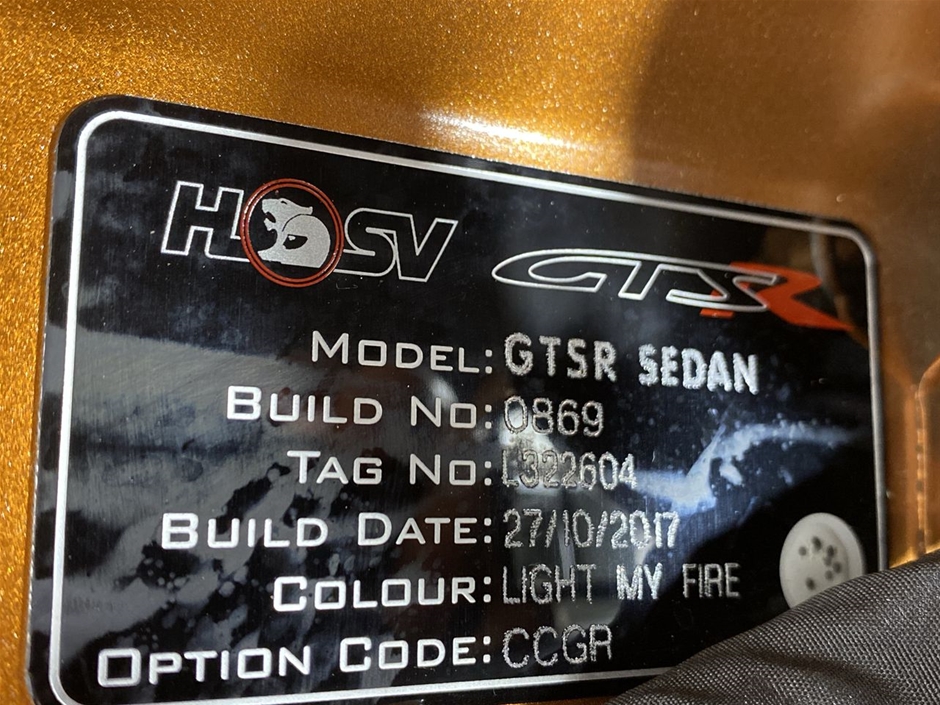 HSV GTSR
MODEL: GTSR SEDAN
BUILD NO: 0869
TAG NO: L322604
BUILD DATE: 27/10/2017
COLOUR: LIGHT MY FIRE
OPTION CODE: CCGR